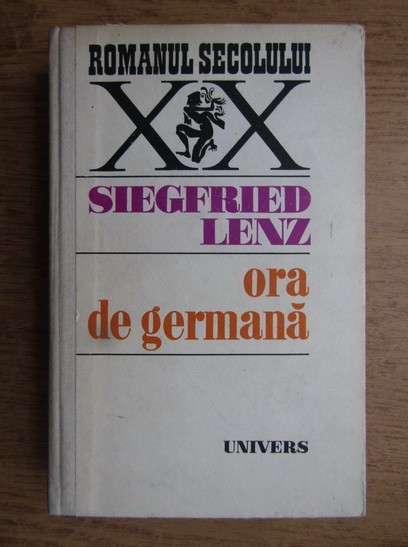 ROMANUL SECOLULUI
XX
SIEGFRIED
LENZ
ora
de germană
UNIVERS